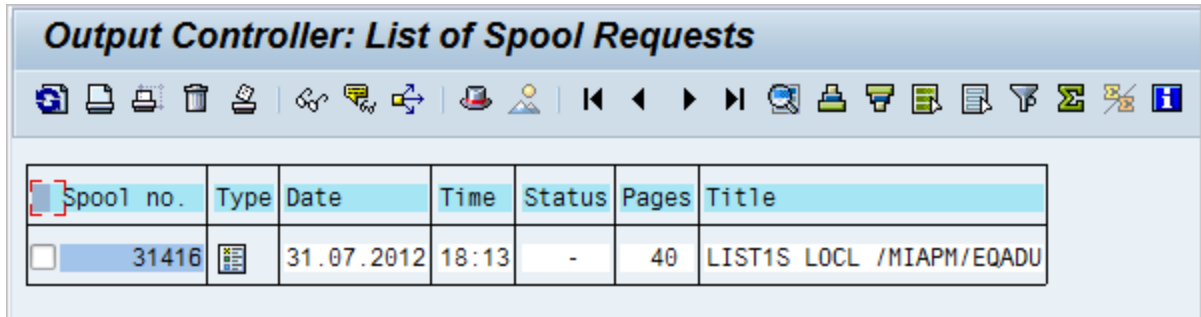 Output Controller: List of Spool Requests
Spool no. Type Date Time Status Pages Title
31416 31.07.2012 18:13 - 40 LIST1S LOCL /MIAPM/EQADU